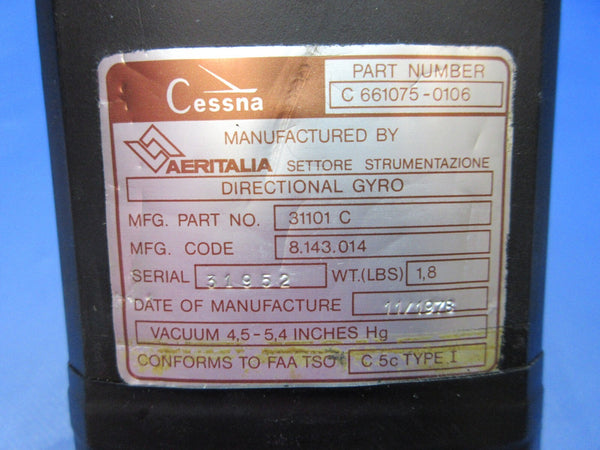 Cessna
PART NUMBER
C 661075-0106
MANUFACTURED BY
AERITALIA SETTORE STRUMENTAZIONE
DIRECTIONAL GYRO
MFG. PART NO. 31101 C
MFG. CODE 8.143.014
SERIAL 31952 WT.(LBS) 1,8
DATE OF MANUFACTURE 11/1978
VACUUM 4,5-5,4 INCHES Hg
CONFORMS TO FAA TSO C 5c TYPE I